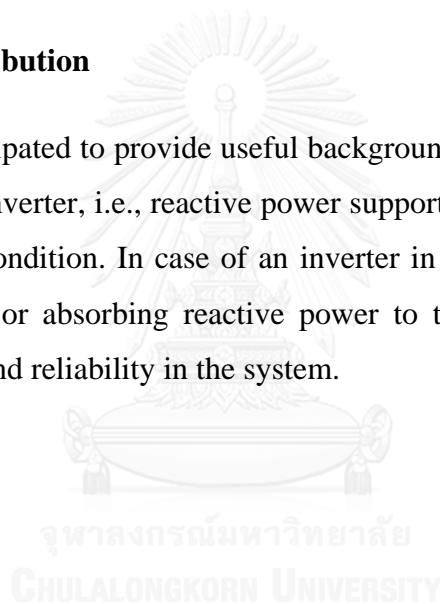 bution
ipated to provide useful background
nverter, i.e., reactive power support
ondition. In case of an inverter in
or absorbing reactive power to t
nd reliability in the system.
จุฬาลงกรณ์มหาวิทยาลัย
CHULALONGKORN UNIVERSITY